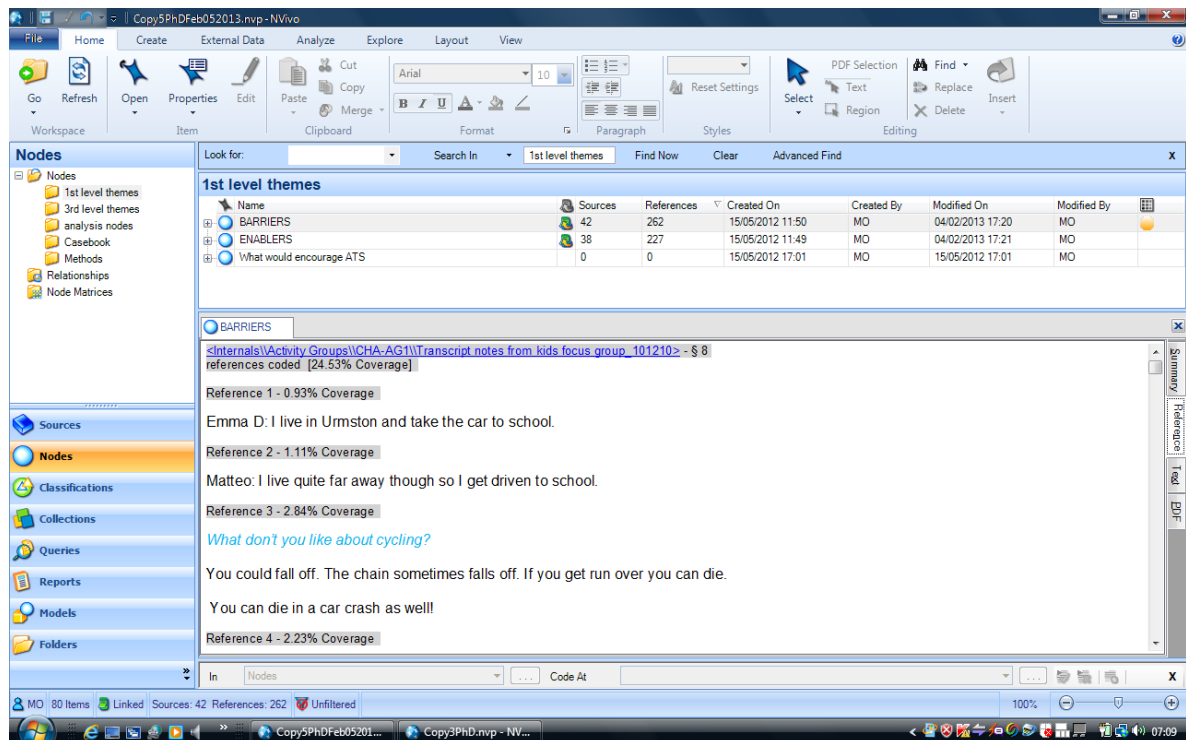 Copy5PhDFeb052013.nvp - NVivo
File Home Create External Data Analyze Explore Layout View
Go Refresh Open Properties Edit Paste Cut Copy Merge
Arial 10
B I U A
Reset Settings
Select PDF Selection Text Region
Find Replace Delete Insert
Workspace Item Clipboard Format Paragraph Styles Editing
Nodes
Look for: Search In 1st level themes Find Now Clear Advanced Find x
Nodes
1st level themes
3rd level themes
analysis nodes
Casebook
Methods
Relationships
Node Matrices
1st level themes
Name Sources References Created On Created By Modified On Modified By
BARRIERS 42 262 15/05/2012 11:50 MO 04/02/2013 17:20 MO
ENABLERS 38 227 15/05/2012 11:49 MO 04/02/2013 17:21 MO
What would encourage ATS 0 0 15/05/2012 17:01 MO 15/05/2012 17:01 MO
BARRIERS
<Internals\\Activity Groups\\CHA-AG1\\Transcript notes from kids focus group_101210> - § 8
references coded [24.53% Coverage]
Reference 1 - 0.93% Coverage
Emma D: I live in Urmston and take the car to school.
Reference 2 - 1.11% Coverage
Matteo: I live quite far away though so I get driven to school.
Reference 3 - 2.84% Coverage
What don't you like about cycling?
You could fall off. The chain sometimes falls off. If you get run over you can die.
You can die in a car crash as well!
Reference 4 - 2.23% Coverage
Summary
Reference
Text
PDF
Sources
Nodes
Classifications
Collections
Queries
Reports
Models
Folders
In Nodes ... Code At ... x
MO 80 Items Linked Sources: 42 References: 262 Unfiltered 100%
Copy5PhDFeb05201... Copy3PhD.nvp - NV... 07:09